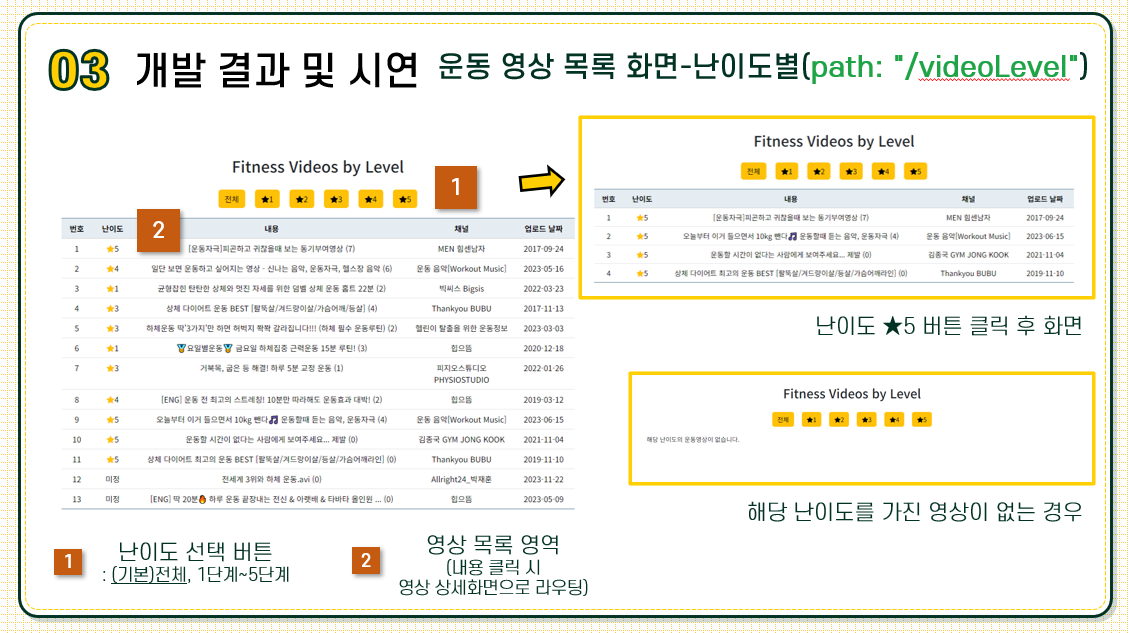 03 개발 결과 및 시연 운동 영상 목록 화면-난이도별(path: "/videoLevel")
Fitness Videos by Level
전체 ★1 ★2 ★3 ★4 ★5
1
2
번호 난이도 내용 채널 업로드 날짜
1 ★5 [운동자극]피곤하고 귀찮을때 보는 동기부여영상 (7) MEN 힘센남자 2017-09-24
2 ★4 일단 보면 운동하고 싶어지는 영상 - 신나는 음악, 운동자극, 헬스장 음악 (6) 운동 음악[Workout Music] 2023-05-16
3 ★1 균형잡힌 탄탄한 상체와 멋진 자세를 위한 덤벨 상체 운동 홈트 22분 (2) 빅씨스 Bigsis 2022-03-23
4 ★3 상체 다이어트 운동 BEST [팔뚝살/겨드랑이살/가슴어깨/등살] (4) Thankyou BUBU 2017-11-13
5 ★3 하체운동 딱'3가지'만 하면 허벅지 쫙쫙 갈라집니다!!! (하체 필수 운동루틴) (2) 헬린이 탈출을 위한 운동정보 2023-03-03
6 ★1 🏅요일별운동🏅 금요일 하체집중 근력운동 15분 루틴! (3) 힙으뜸 2020-12-18
7 ★3 거북목, 굽은 등 해결! 하루 5분 교정 운동 (1) 피지오스튜디오 2022-01-26
PHYSIOSTUDIO
8 ★4 [ENG] 운동 전 최고의 스트레칭! 10분만 따라해도 운동효과 대박! (2) 힙으뜸 2019-03-12
9 ★5 오늘부터 이거 들으면서 10kg 뺀다🎵 운동할때 듣는 음악, 운동자극 (4) 운동 음악[Workout Music] 2023-06-15
10 ★5 운동할 시간이 없다는 사람에게 보여주세요... 제발 (0) 김종국 GYM JONG KOOK 2021-11-04
11 ★5 상체 다이어트 최고의 운동 BEST [팔뚝살/겨드랑이살/등살/가슴어깨라인] (0) Thankyou BUBU 2019-11-10
12 미정 전세계 3위와 하체 운동.avi (0) Allright24_박재훈 2023-11-22
13 미정 [ENG] 딱 20분🔥 하루 운동 끝장내는 전신 & 이랫배 & 타바타 올인원 ... (0) 힙으뜸 2023-05-09
Fitness Videos by Level
전체 ★1 ★2 ★3 ★4 ★5
번호 난이도 내용 채널 업로드 날짜
1 ★5 [운동자극]피곤하고 귀찮을때 보는 동기부여영상 (7) MEN 힘센남자 2017-09-24
2 ★5 오늘부터 이거 들으면서 10kg 뺀다🎵 운동할때 듣는 음악, 운동자극 (4) 운동 음악[Workout Music] 2023-06-15
3 ★5 운동할 시간이 없다는 사람에게 보여주세요... 제발 (0) 김종국 GYM JONG KOOK 2021-11-04
4 ★5 상체 다이어트 최고의 운동 BEST [팔뚝살/겨드랑이살/등살/가슴어깨라인] (0) Thankyou BUBU 2019-11-10
난이도 ★5 버튼 클릭 후 화면
Fitness Videos by Level
전체 ★1 ★2 ★3 ★4 ★5
해당 난이도의 운동영상이 없습니다.
해당 난이도를 가진 영상이 없는 경우
1 난이도 선택 버튼
: (기본)전체, 1단계~5단계
2 영상 목록 영역
(내용 클릭 시
영상 상세화면으로 라우팅)